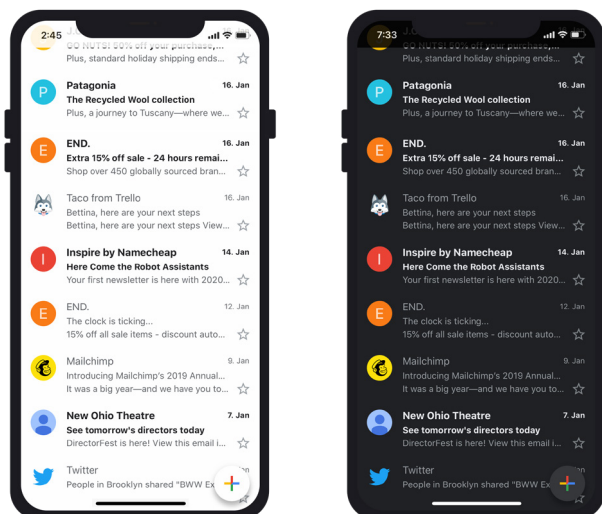 2:45
GO NUTS! 50% off your purchase,...
Plus, standard holiday shipping ends...
P
Patagonia
16. Jan
The Recycled Wool collection
Plus, a journey to Tuscany—where we...
E
END.
16. Jan
Extra 15% off sale - 24 hours remai...
Shop over 450 globally sourced bran...
Taco from Trello
16. Jan
Bettina, here are your next steps
Bettina, here are your next steps View...
I
Inspire by Namecheap
14. Jan
Here Come the Robot Assistants
Your first newsletter is here with 2020...
E
END.
12. Jan
The clock is ticking...
15% off all sale items - discount auto...
Mailchimp
9. Jan
Introducing Mailchimp's 2019 Annual...
It was a big year—and we have you to...
New Ohio Theatre
7. Jan
See tomorrow's directors today
DirectorFest is here! View this email i...
Twitter
People in Brooklyn shared "BWW Ex
7:33
GO NUTS! 50% off your purchase,...
Plus, standard holiday shipping ends...
P
Patagonia
16. Jan
The Recycled Wool collection
Plus, a journey to Tuscany—where we...
E
END.
16. Jan
Extra 15% off sale - 24 hours remai...
Shop over 450 globally sourced bran...
Taco from Trello
16. Jan
Bettina, here are your next steps
Bettina, here are your next steps View...
I
Inspire by Namecheap
14. Jan
Here Come the Robot Assistants
Your first newsletter is here with 2020...
E
END.
12. Jan
The clock is ticking...
15% off all sale items - discount auto...
Mailchimp
9. Jan
Introducing Mailchimp's 2019 Annual...
It was a big year—and we have you to...
New Ohio Theatre
7. Jan
See tomorrow's directors today
DirectorFest is here! View this email i...
Twitter
People in Brooklyn shared "BWW Ex